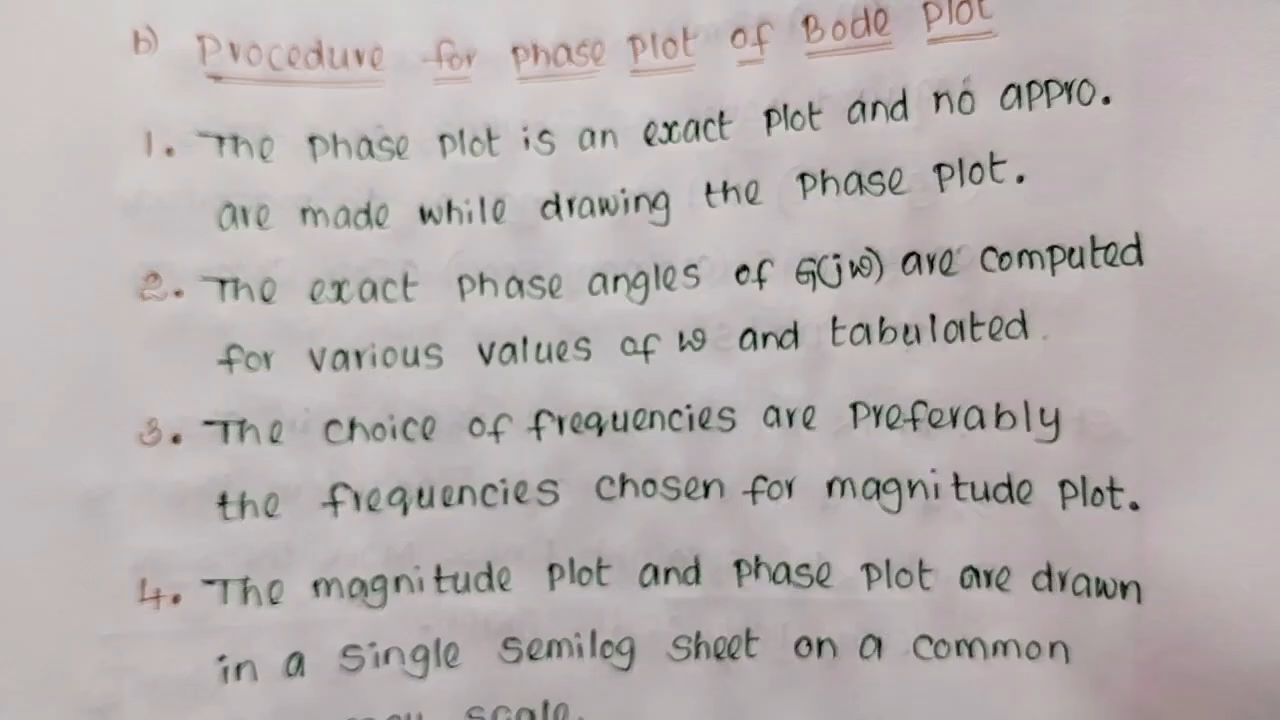 b) Procedure for phase plot of Bode plot
1. The phase plot is an exact plot and no appro.
are made while drawing the phase plot.
2. The exact phase angles of G(jω) are computed
for various values of ω and tabulated.
3. The choice of frequencies are preferably
the frequencies chosen for magnitude plot.
4. The magnitude plot and phase plot are drawn
in a single semilog sheet on a common
scale.